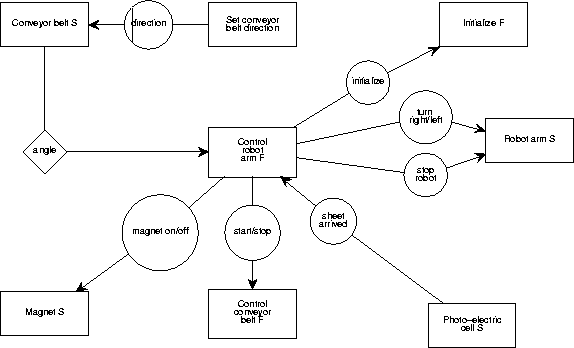 Conveyor belt S
direction
Set conveyor
belt direction
Initialize F
initialize
turn
right/left
Robot arm S
angle
Control
robot
arm F
stop
robot
magnet on/off
start/stop
sheet
arrived
Magnet S
Control
conveyor
belt F
Photo-electric
cell S